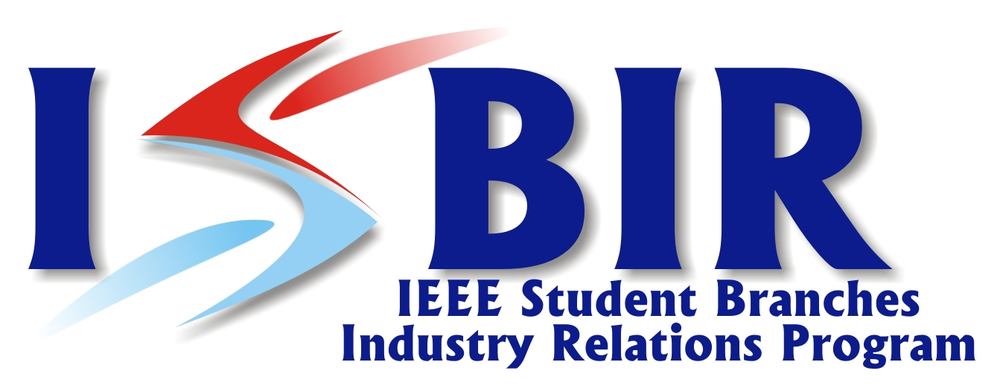 ISBIR
IEEE Student Branches
Industry Relations Program